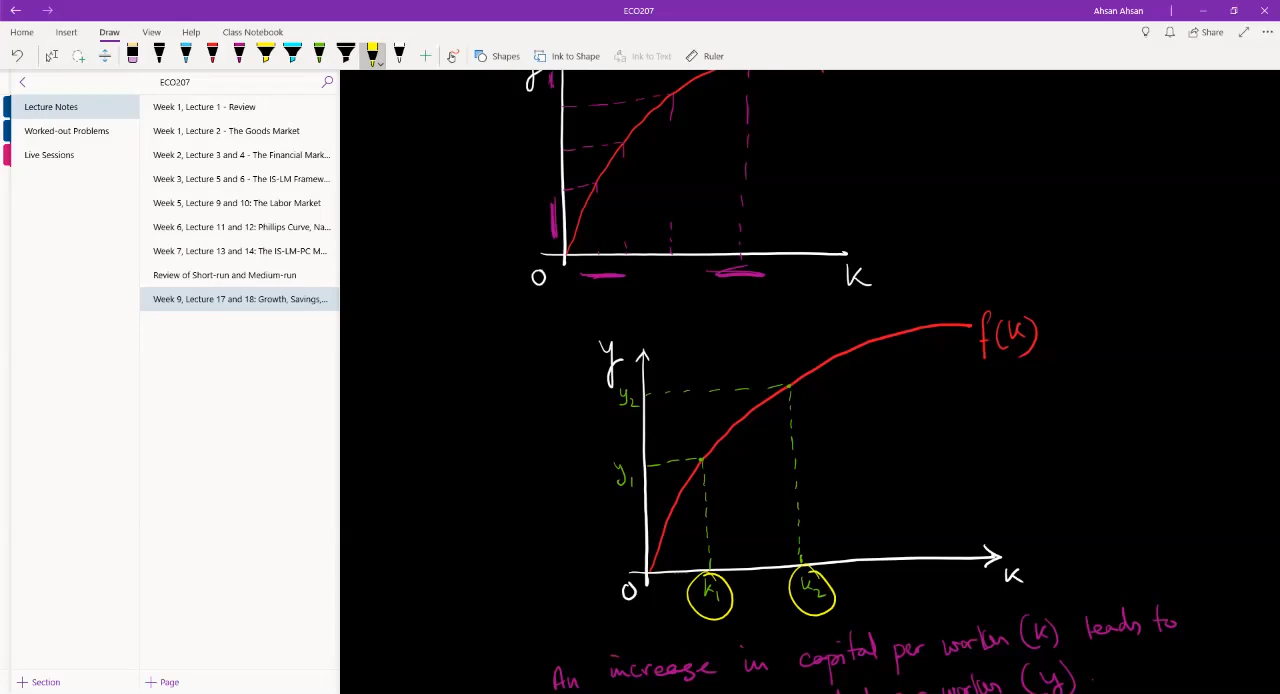 ECO207
Ahsan Ahsan
Home Insert Draw View Help Class Notebook
Share
Shapes Ink to Shape Ink to Text Ruler
ECO207
Lecture Notes
Worked-out Problems
Live Sessions
Week 1, Lecture 1 - Review
Week 1, Lecture 2 - The Goods Market
Week 2, Lecture 3 and 4 - The Financial Mark...
Week 3, Lecture 5 and 6 - The IS-LM Framew...
Week 5, Lecture 9 and 10: The Labor Market
Week 6, Lecture 11 and 12: Phillips Curve, Na...
Week 7, Lecture 13 and 14: The IS-LM-PC M...
Review of Short-run and Medium-run
Week 9, Lecture 17 and 18: Growth, Savings,...
Section
Page
y
0
K
y
f(K)
y2
y1
0
k1
k2
K
An increase in capital per worker (K) leads to
worker (y)